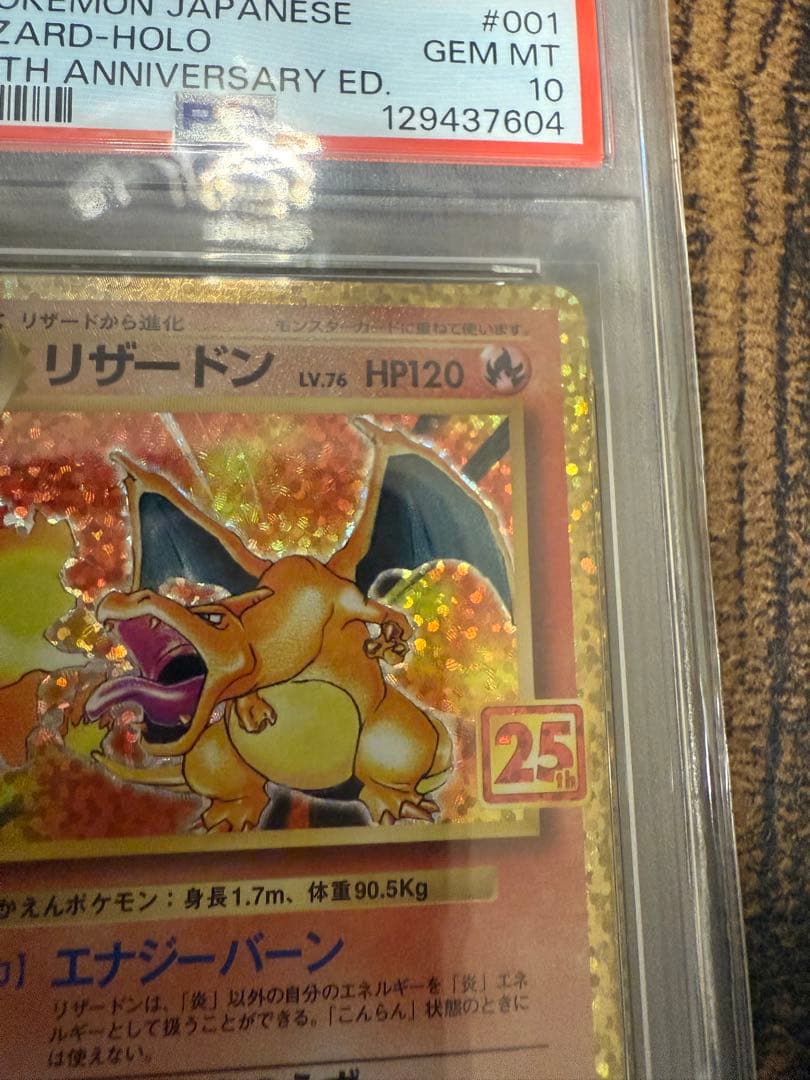 OKEMON JAPANESE #001
ZARD-HOLO GEM MT
TH ANNIVERSARY ED. 10
129437604
リザードから進化 モンスターカードに重ねて使います。
リザードン LV.76 HP120
25th
かえんポケモン：身長1.7m、体重90.5Kg
力］ エナジーバーン
リザードンは、「炎」以外の自分のエネルギーを「炎」エネ
ルギーとして扱うことができる。「こんらん」状態のときに
は使えない。